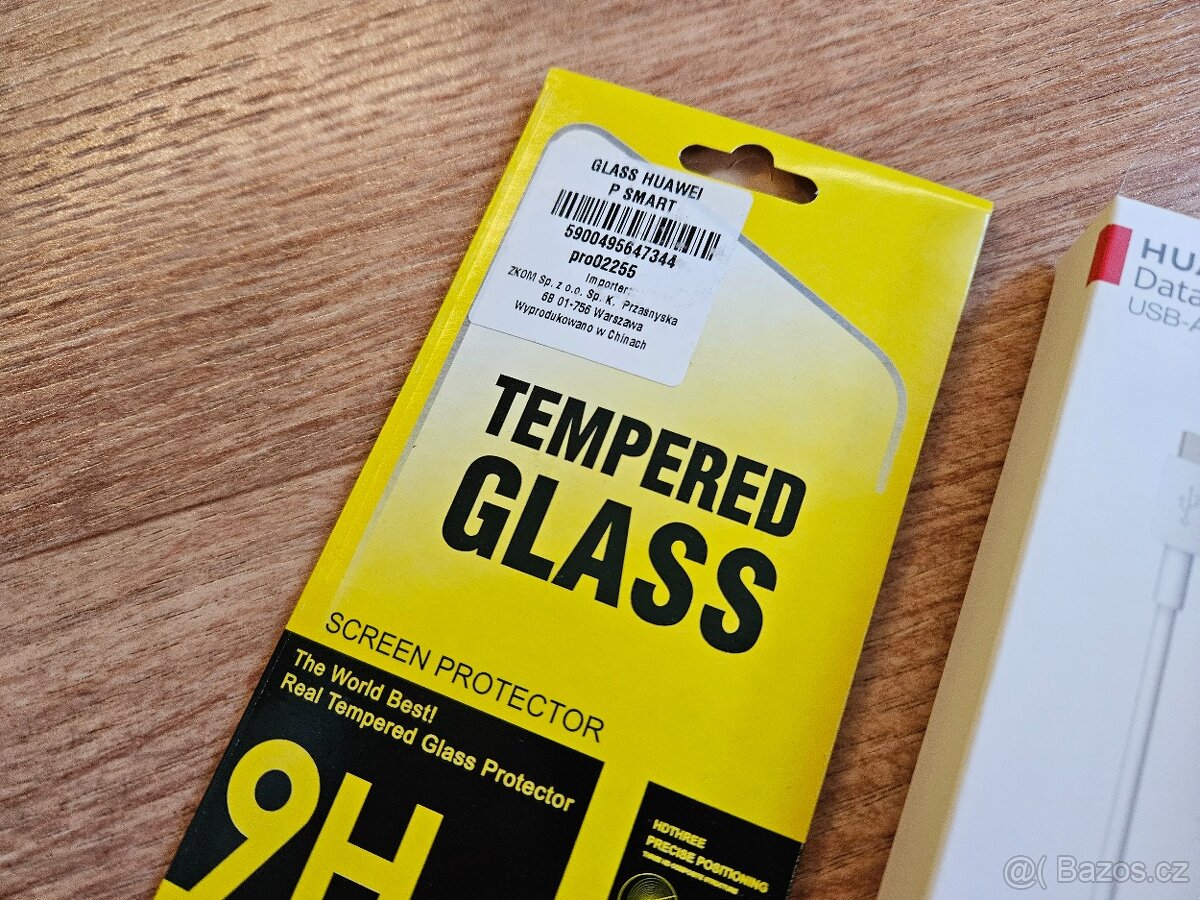 GLASS HUAWEI
P SMART
5900495647344
pro02255
Importer:
ZKOM Sp. z o.o. Sp. K. Przasnyska
6B 01-756 Warszawa
Wyprodukowano w Chinach
TEMPERED
GLASS
SCREEN PROTECTOR
The World Best!
Real Tempered Glass Protector
9H
HDTHREE
PRECISE POSITIONING
HUA
Data
USB-A
Bazos.cz